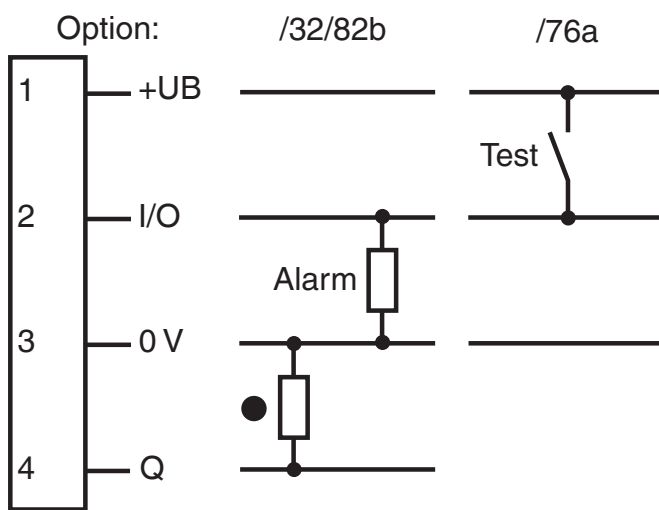 Option: /32/82b /76a
1 +UB
Test
2 I/O
Alarm
3 0 V
4 Q